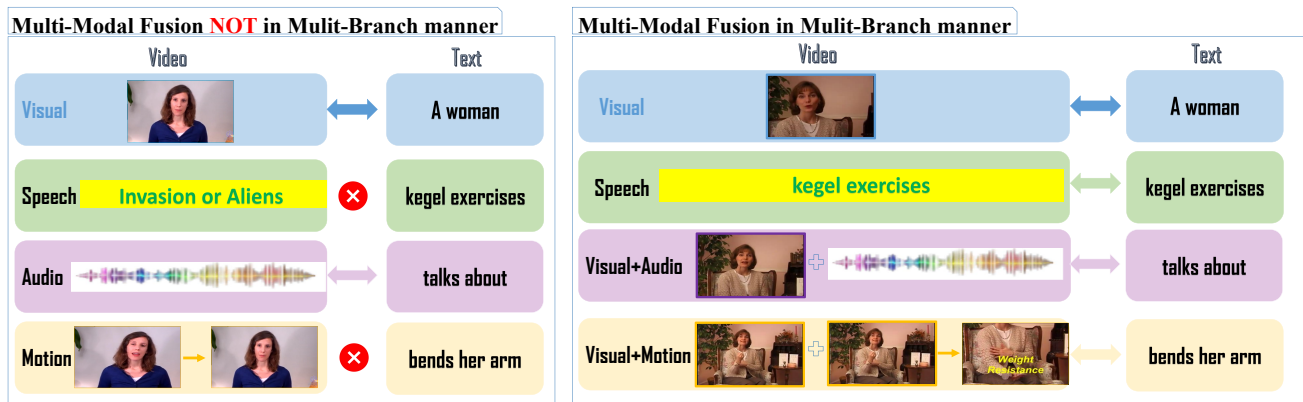 Multi-Modal Fusion NOT in Mulit-Branch manner
Video Text
Visual A woman
Speech Invasion or Aliens kegel exercises
Audio talks about
Motion bends her arm
Multi-Modal Fusion in Mulit-Branch manner
Video Text
Visual A woman
Speech kegel exercises kegel exercises
Visual+Audio talks about
Visual+Motion Weight
Resistance bends her arm